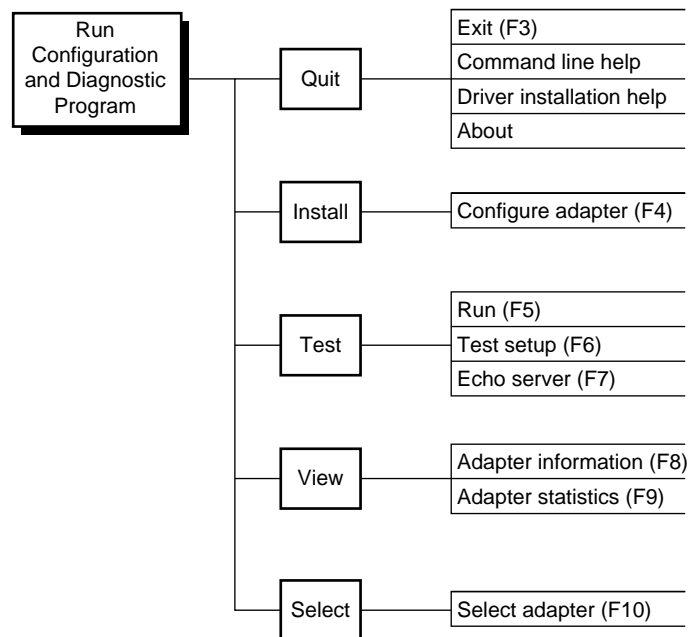 Run
Configuration
and Diagnostic
Program
Quit
Exit (F3)
Command line help
Driver installation help
About
Install
Configure adapter (F4)
Test
Run (F5)
Test setup (F6)
Echo server (F7)
View
Adapter information (F8)
Adapter statistics (F9)
Select
Select adapter (F10)